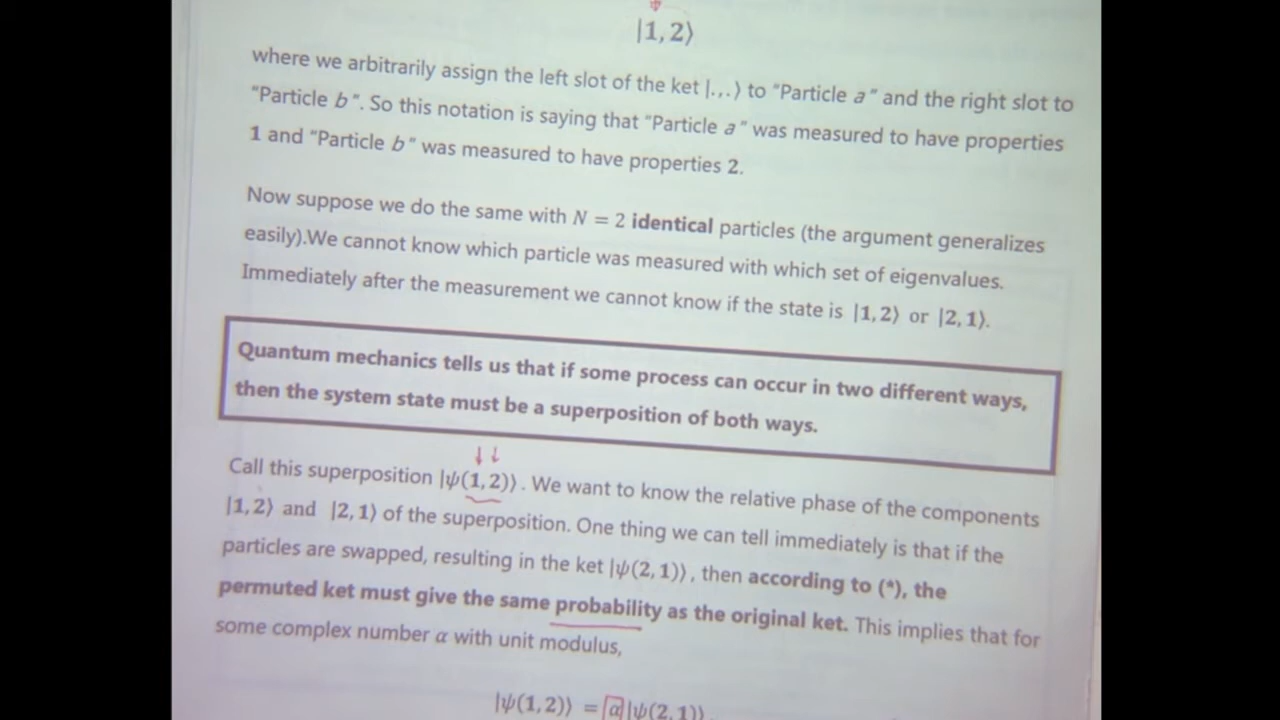 |1, 2⟩
where we arbitrarily assign the left slot of the ket |...⟩ to "Particle a" and the right slot to
"Particle b". So this notation is saying that "Particle a" was measured to have properties
1 and "Particle b" was measured to have properties 2.
Now suppose we do the same with N = 2 identical particles (the argument generalizes
easily).We cannot know which particle was measured with which set of eigenvalues.
Immediately after the measurement we cannot know if the state is |1, 2⟩ or |2, 1⟩.
Quantum mechanics tells us that if some process can occur in two different ways,
then the system state must be a superposition of both ways.
Call this superposition |ψ(1, 2)⟩. We want to know the relative phase of the components
|1, 2⟩ and |2, 1⟩ of the superposition. One thing we can tell immediately is that if the
particles are swapped, resulting in the ket |ψ(2, 1)⟩, then according to (*), the
permuted ket must give the same probability as the original ket. This implies that for
some complex number α with unit modulus,
|ψ(1, 2)⟩ = α|ψ(2, 1)⟩